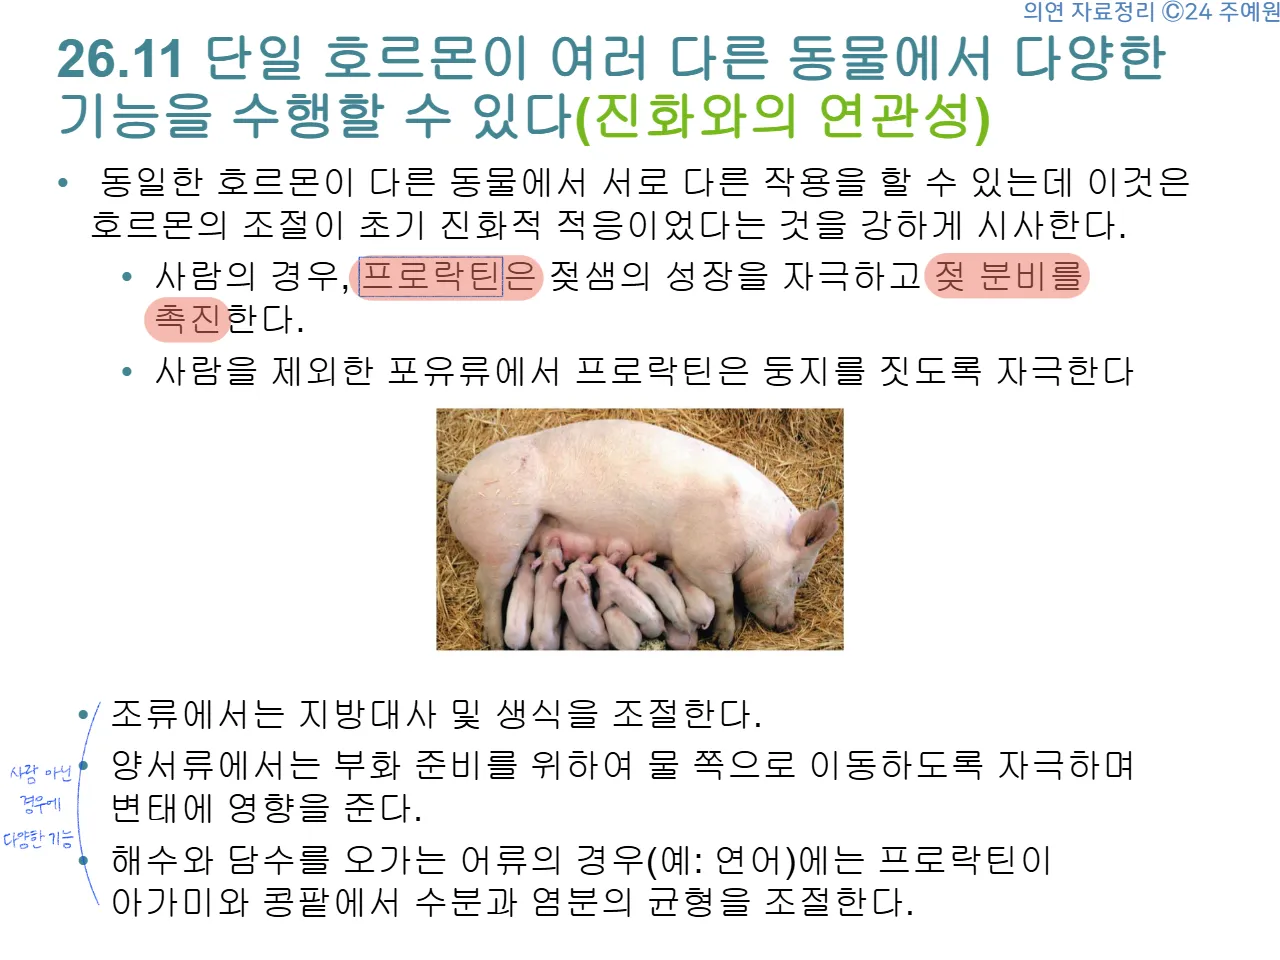 의연 자료정리 Ⓒ24 주예원
26.11 단일 호르몬이 여러 다른 동물에서 다양한
기능을 수행할 수 있다(진화와의 연관성)
• 동일한 호르몬이 다른 동물에서 서로 다른 작용을 할 수 있는데 이것은
호르몬의 조절이 초기 진화적 적응이었다는 것을 강하게 시사한다.
• 사람의 경우, 프로락틴은 젖샘의 성장을 자극하고 젖 분비를
촉진한다.
• 사람을 제외한 포유류에서 프로락틴은 둥지를 짓도록 자극한다
• 조류에서는 지방대사 및 생식을 조절한다.
• 양서류에서는 부화 준비를 위하여 물 쪽으로 이동하도록 자극하며
변태에 영향을 준다.
• 해수와 담수를 오가는 어류의 경우(예: 연어)에는 프로락틴이
아가미와 콩팥에서 수분과 염분의 균형을 조절한다.
사람 아닌
경우에
다양한 기능